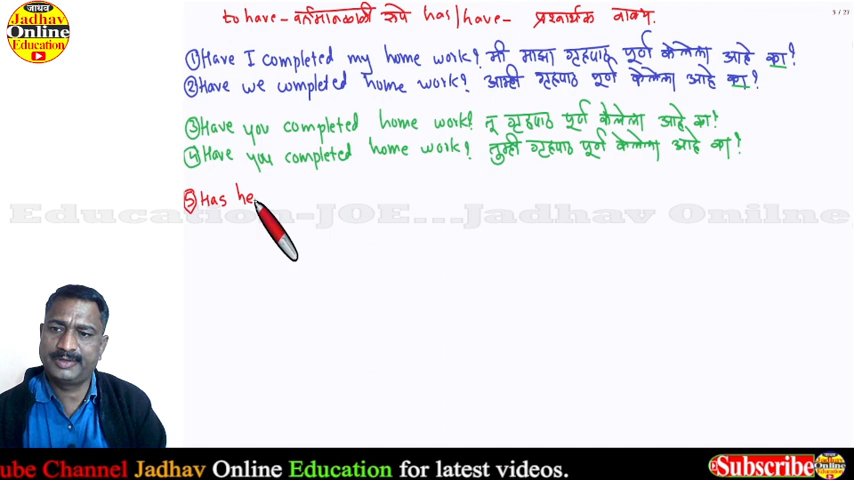 जाधव
Jadhav
Online
Education
to have - वर्तमानकाळी रूपे has/have - प्रश्नार्थक वाक्य.
3 / 27
① Have I completed my home work? मी माझा गृहपाठ पूर्ण केलेला आहे का?
② Have we completed home work? आम्ही गृहपाठ पूर्ण केलेला आहे का?
③ Have you completed home work? तू गृहपाठ पूर्ण केलेला आहे का?
④ Have you completed home work? तुम्ही गृहपाठ पूर्ण केलेला आहे का?
⑤ Has he
Education-JOE...Jadhav Online,
ube Channel Jadhav Online Education for latest videos.
Subscribe